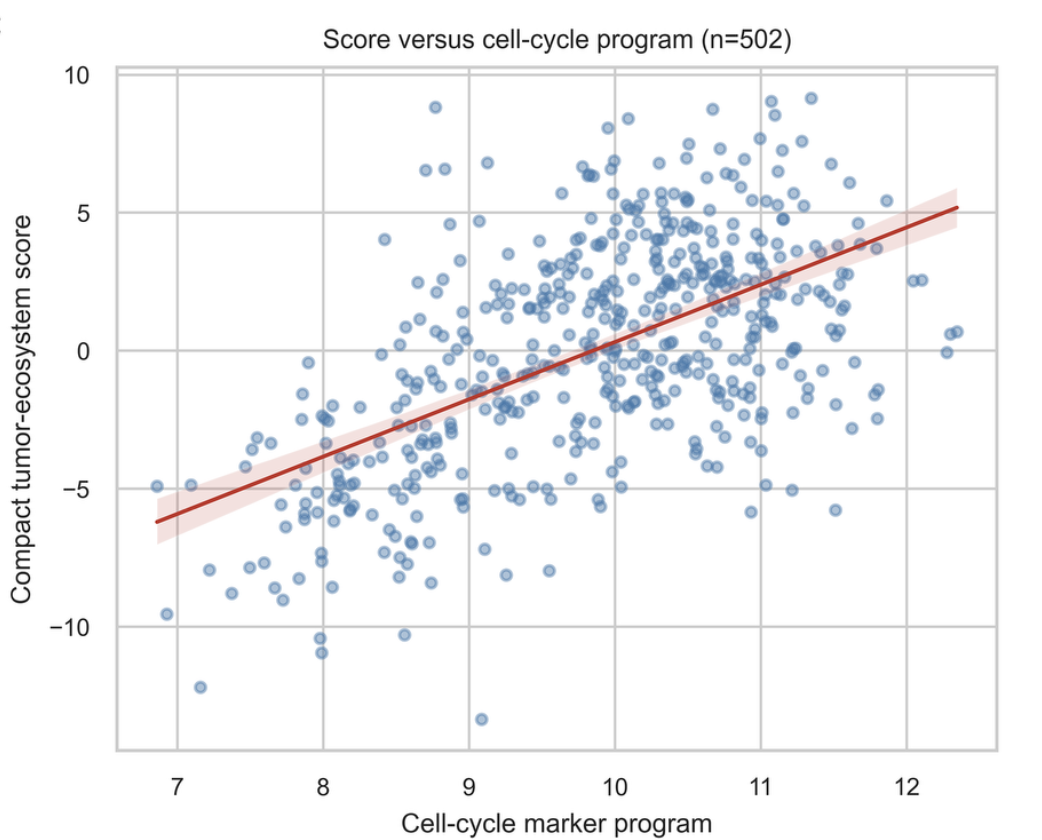 Score versus cell-cycle program (n=502)
10
5
0
−5
−10
Compact tumor-ecosystem score
7 8 9 10 11 12
Cell-cycle marker program